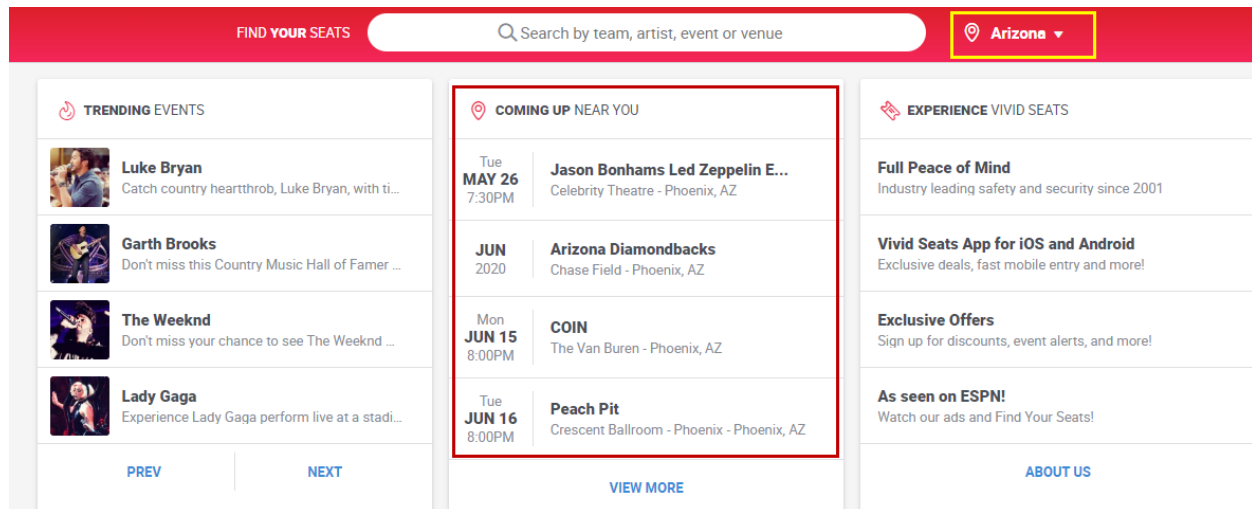 FIND YOUR SEATS
Search by team, artist, event or venue
Arizona
TRENDING EVENTS
Luke Bryan
Catch country heartthrob, Luke Bryan, with ti...
Garth Brooks
Don't miss this Country Music Hall of Famer ...
The Weeknd
Don't miss your chance to see The Weeknd ...
Lady Gaga
Experience Lady Gaga perform live at a stadi...
PREV
NEXT
COMING UP NEAR YOU
Tue
MAY 26
7:30PM
Jason Bonhams Led Zeppelin E...
Celebrity Theatre - Phoenix, AZ
JUN
2020
Arizona Diamondbacks
Chase Field - Phoenix, AZ
Mon
JUN 15
8:00PM
COIN
The Van Buren - Phoenix, AZ
Tue
JUN 16
8:00PM
Peach Pit
Crescent Ballroom - Phoenix - Phoenix, AZ
VIEW MORE
EXPERIENCE VIVID SEATS
Full Peace of Mind
Industry leading safety and security since 2001
Vivid Seats App for iOS and Android
Exclusive deals, fast mobile entry and more!
Exclusive Offers
Sign up for discounts, event alerts, and more!
As seen on ESPN!
Watch our ads and Find Your Seats!
ABOUT US